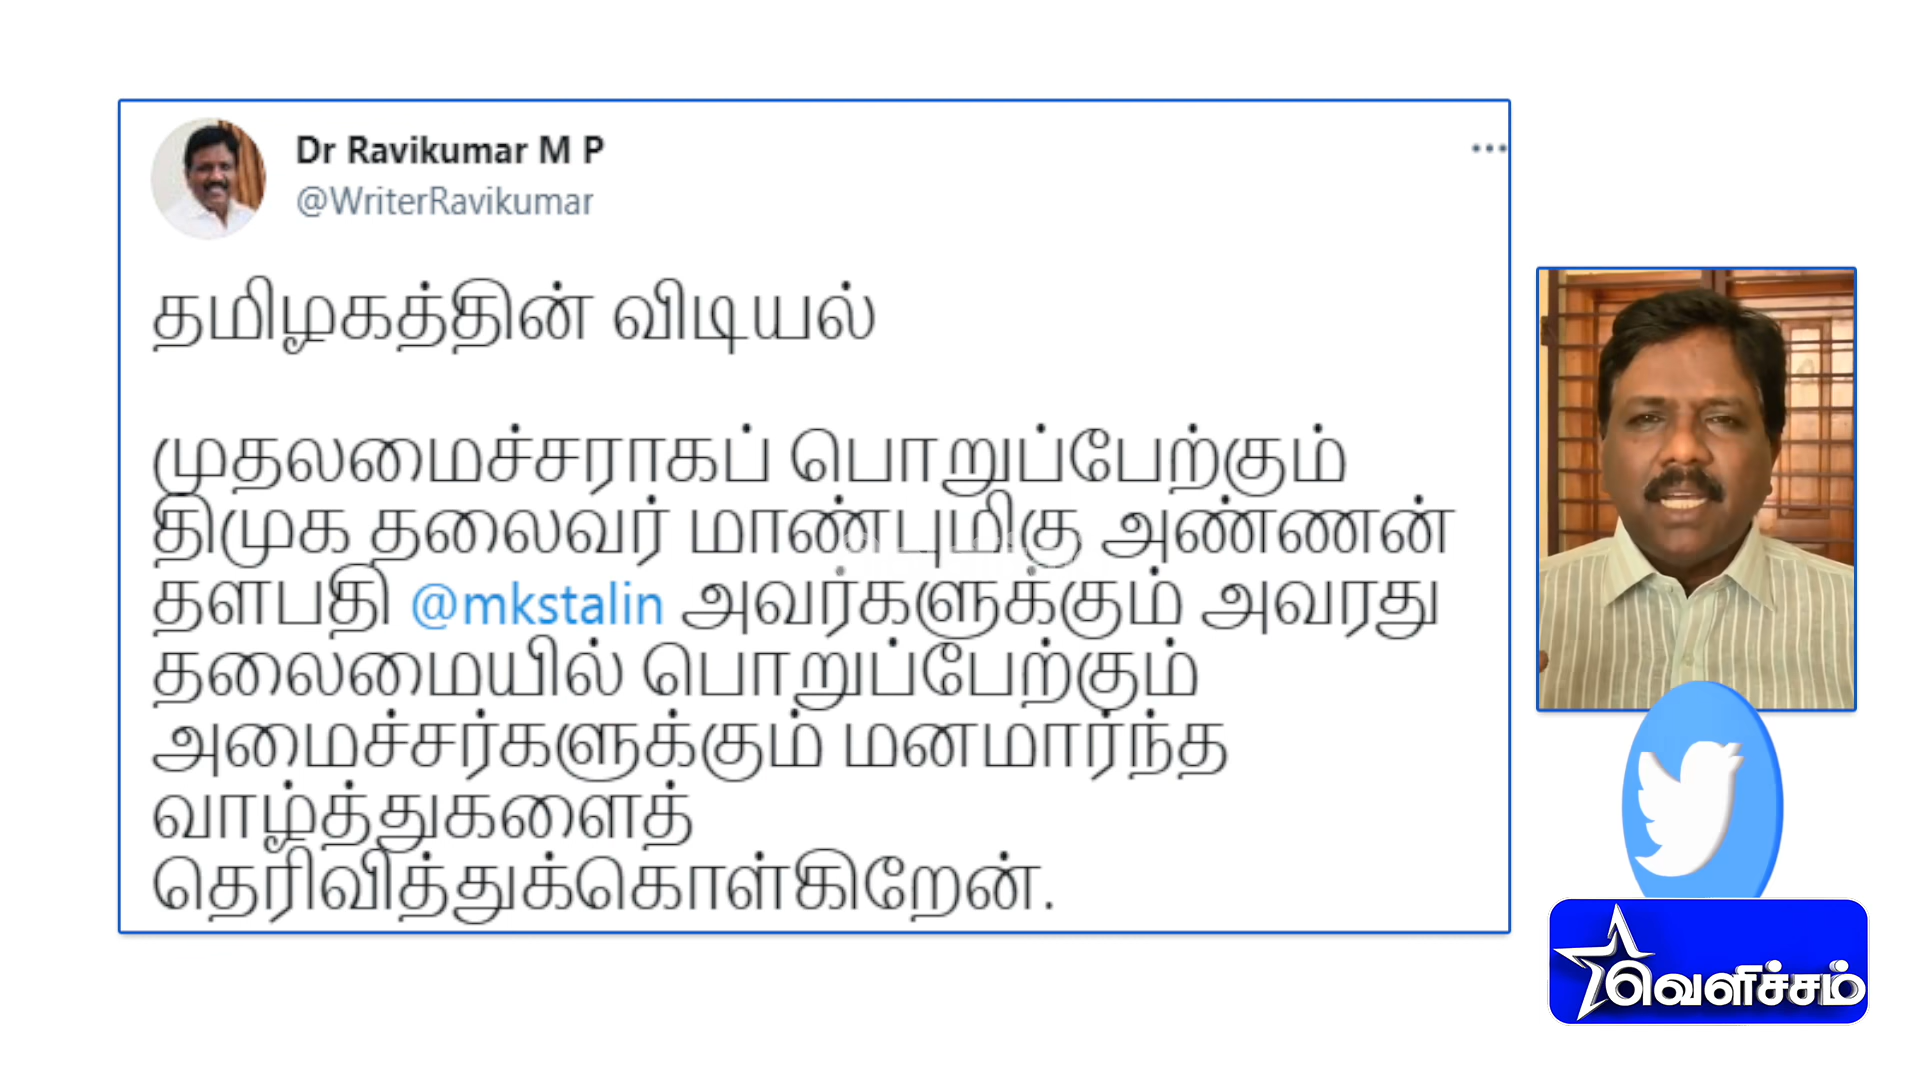 Dr Ravikumar M P
@WriterRavikumar
தமிழகத்தின் விடியல்
முதலமைச்சராகப் பொறுப்பேற்கும்
திமுக தலைவர் மாண்புமிகு அண்ணன்
தளபதி @mkstalin அவர்களுக்கும் அவரது
தலைமையில் பொறுப்பேற்கும்
அமைச்சர்களுக்கும் மனமார்ந்த
வாழ்த்துகளைத்
தெரிவித்துக்கொள்கிறேன்.
வெளிச்சம்